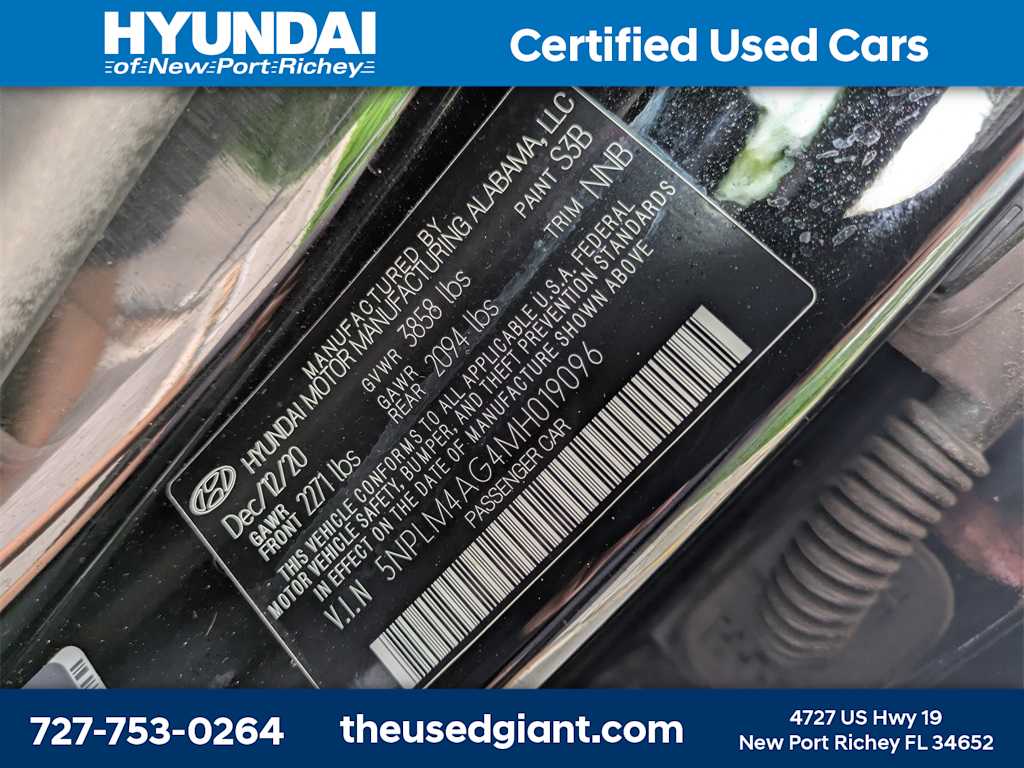 HYUNDAI
of New Port Richey
Certified Used Cars
MANUFACTURED BY
HYUNDAI MOTOR MANUFACTURING ALABAMA, LLC
Dec/12/20 GVWR 3858 lbs PAINT S3B
GAWR FRONT 2271 lbs GAWR REAR 2094 lbs TRIM NNB
THIS VEHICLE CONFORMS TO ALL APPLICABLE U.S.A. FEDERAL
MOTOR VEHICLE SAFETY, BUMPER, AND THEFT PREVENTION STANDARDS
IN EFFECT ON THE DATE OF MANUFACTURE SHOWN ABOVE
V.I.N 5NPLM4AG4MH019096
PASSENGER CAR
727-753-0264
theusedgiant.com
4727 US Hwy 19
New Port Richey FL 34652